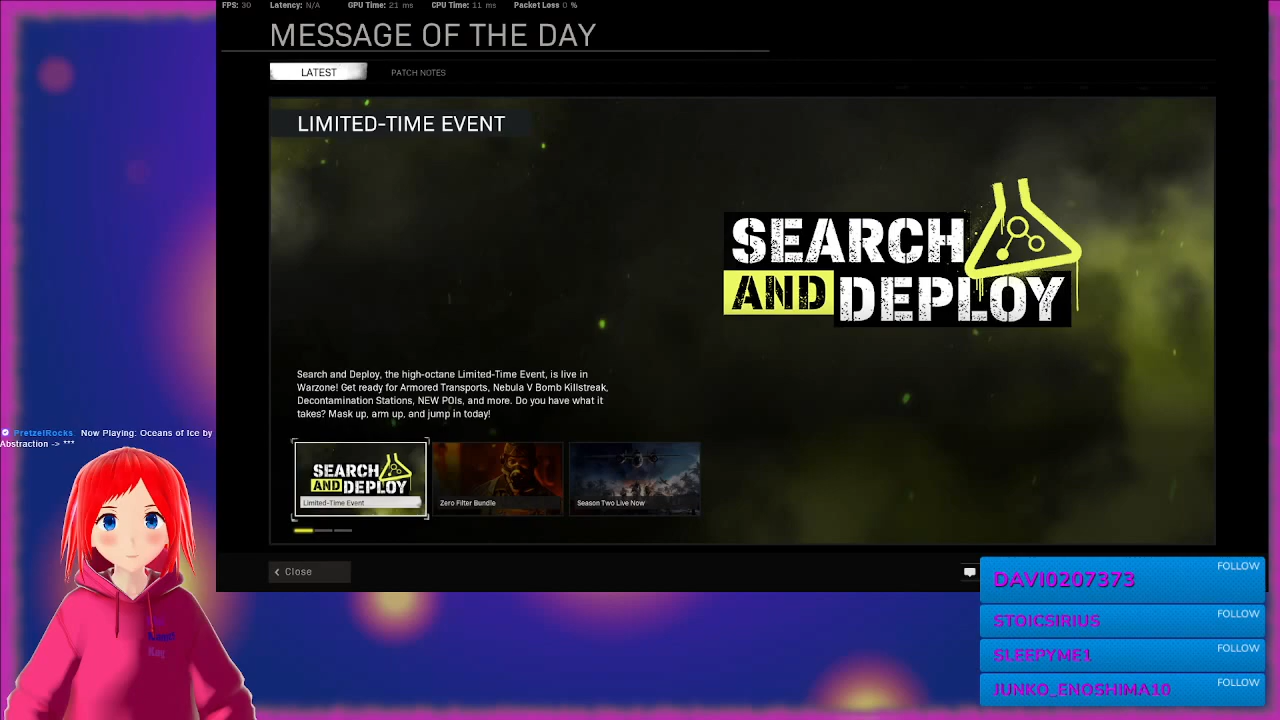 FPS: 30 Latency: N/A GPU Time: 21 ms CPU Time: 11 ms Packet Loss 0 %
MESSAGE OF THE DAY
LATEST PATCH NOTES
LIMITED-TIME EVENT
SEARCH
AND DEPLOY
Search and Deploy, the high-octane Limited-Time Event, is live in
Warzone! Get ready for Armored Transports, Nebula V Bomb Killstreak,
Decontamination Stations, NEW POIs, and more. Do you have what it
takes? Mask up, arm up, and jump in today!
PretzelRocks Now Playing: Oceans of Ice by
Abstraction -> ***
SEARCH
AND DEPLOY
Limited-Time Event Zero Filter Bundle Season Two Live Now
Close
DAVI0207373 FOLLOW
STOICSIRIUS FOLLOW
SLEEPYME1 FOLLOW
JUNKO_ENOSHIMA10 FOLLOW